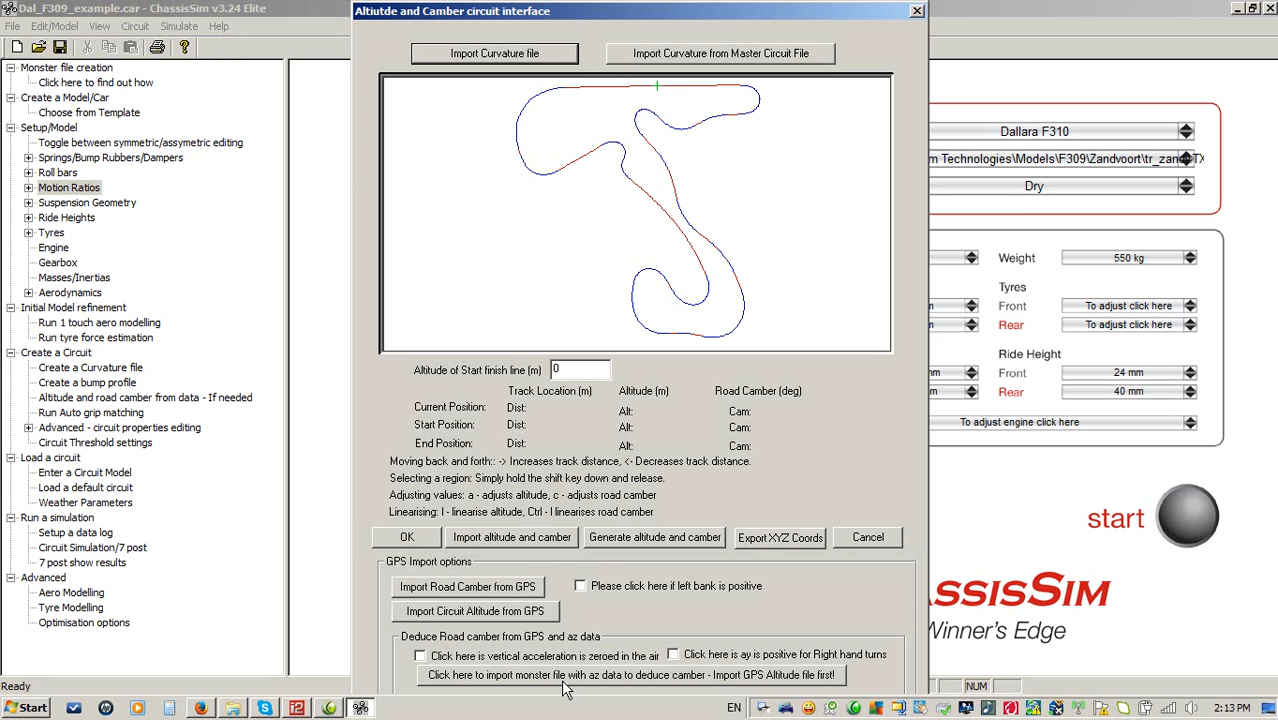 Dal_F309_example.car - ChassisSim v3.24 Elite
File Edit/Model View Circuit Simulate Help
Monster file creation
Click here to find out how
Create a Model/Car
Choose from Template
Setup/Model
Toggle between symmetric/assymetric editing
Springs/Bump Rubbers/Dampers
Roll bars
Motion Ratios
Suspension Geometry
Ride Heights
Tyres
Engine
Gearbox
Masses/Inertias
Aerodynamics
Initial Model refinement
Run 1 touch aero modelling
Run tyre force estimation
Create a Circuit
Create a Curvature file
Create a bump profile
Altitude and road camber from data - If needed
Run Auto grip matching
Advanced - circuit properties editing
Circuit Threshold settings
Load a circuit
Enter a Circuit Model
Load a default circuit
Weather Parameters
Run a simulation
Setup a data log
Circuit Simulation/7 post
7 post show results
Advanced
Aero Modelling
Tyre Modelling
Optimisation options
Ready
Altiutde and Camber circuit interface
Import Curvature file
Import Curvature from Master Circuit File
Altitude of Start finish line (m) 0
Track Location (m) Altitude (m) Road Camber (deg)
Current Position: Dist: Alt: Cam:
Start Position: Dist: Alt: Cam:
End Position: Dist: Alt: Cam:
Moving back and forth:: -> Increases track distance, <- Decreases track distance.
Selecting a region: Simply hold the shift key down and release.
Adjusting values: a - adjusts altitude, c - adjusts road camber
Linearising: l - linearise altitude, Ctrl - l linearises road camber
OK
Import altitude and camber
Generate altitude and camber
Export XYZ Coords
Cancel
GPS Import options
Import Road Camber from GPS
Please click here if left bank is positive
Import Circuit Altitude from GPS
Deduce Road camber from GPS and az data
Click here is vertical acceleration is zeroed in the air
Click here is ay is positive for Right hand turns
Click here to import monster file with az data to deduce camber - Import GPS Altitude file first!
Dallara F310
m Technologies\Models\F309\Zandvoort\tr_zand
Dry
Weight 550 kg
Tyres
Front To adjust click here
Rear To adjust click here
Ride Height
mm Front 24 mm
mm Rear 40 mm
To adjust engine click here
start
assisSim
Winner's Edge
NUM
Start
EN
2:13 PM